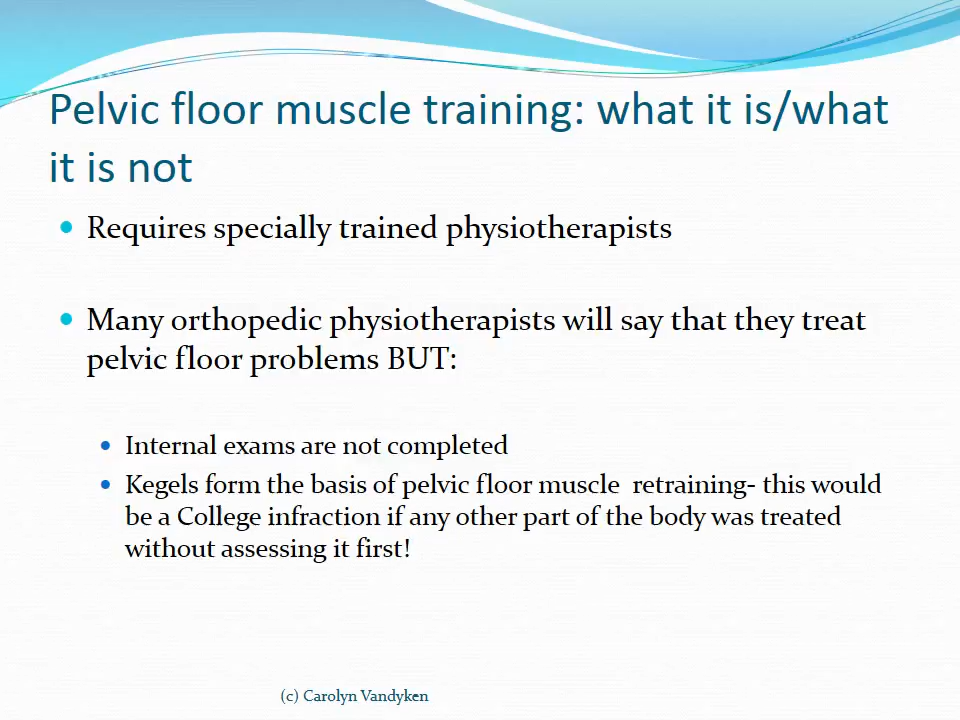 Pelvic floor muscle training: what it is/what
it is not
Requires specially trained physiotherapists
Many orthopedic physiotherapists will say that they treat
pelvic floor problems BUT:
Internal exams are not completed
Kegels form the basis of pelvic floor muscle  retraining- this would
be a College infraction if any other part of the body was treated
without assessing it first!
(c) Carolyn Vandyken